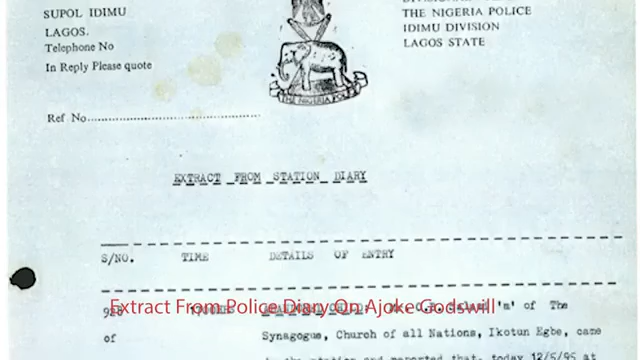 SUPOL IDIMU
LAGOS.
Telephone No
In Reply Please quote
THE NIGERIA POLICE
IDIMU DIVISION
LAGOS STATE
THE NIGERIA POLICE
Ref No
EXTRACT FROM STATION DIARY
S/NO. TIME DETAILS OF ENTRY
Extract From Police Diary On Ajoke Godswill
'm' of The
of Synagogue, Church of all Nations, Ikotun Egbe, came
station and reported that, today 12/5/95 at